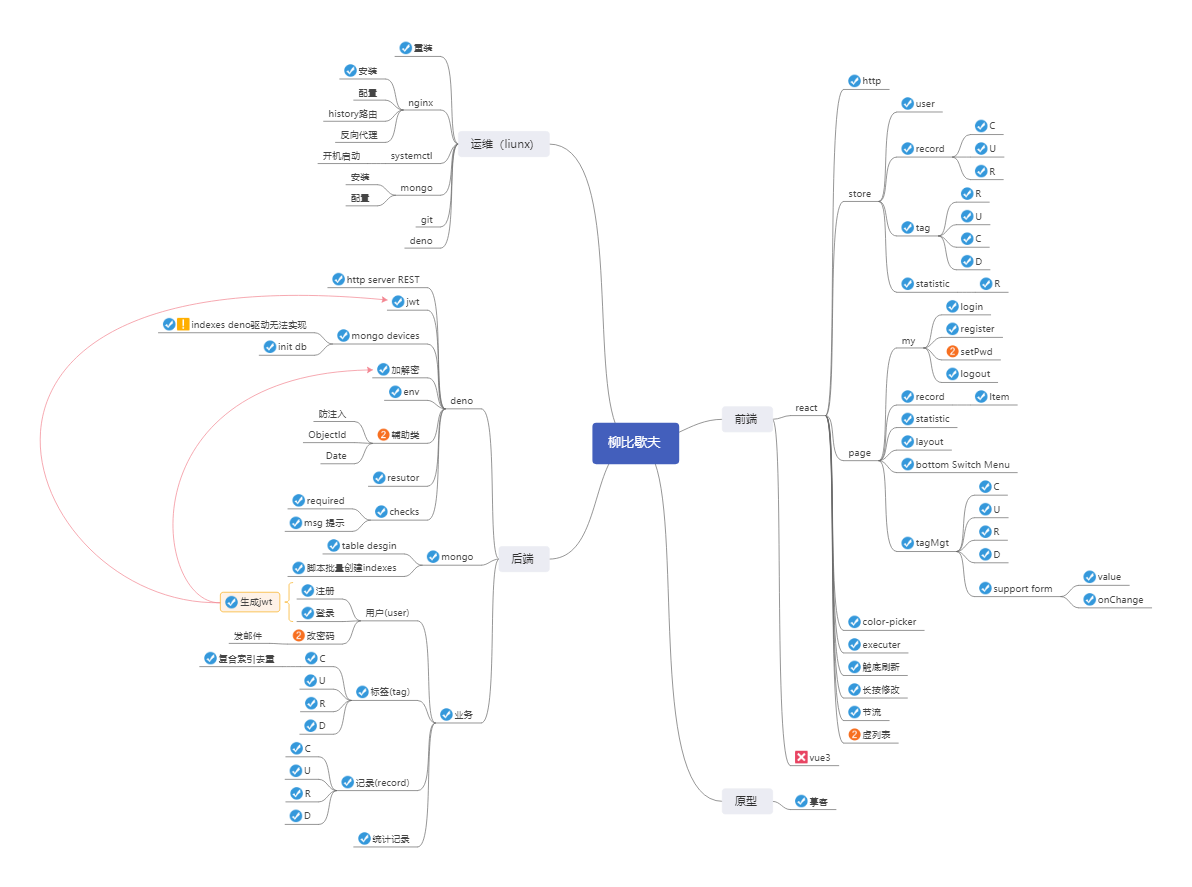 柳比歇夫
运维（liunx)
重装
nginx
安装
配置
history路由
反向代理
systemctl
开机启动
mongo
安装
配置
git
deno
后端
deno
http server REST
jwt
mongo devices
indexes deno驱动无法实现
init db
加解密
env
2 辅助类
防注入
ObjectId
Date
resutor
checks
required
msg 提示
mongo
table desgin
脚本批量创建indexes
业务
用户(user)
注册
登录
生成jwt
2 改密码
发邮件
标签(tag)
C
复合索引去重
U
R
D
记录(record)
C
U
R
D
统计记录
前端
react
http
store
user
record
C
U
R
tag
R
U
C
D
statistic
R
page
my
login
register
2 setPwd
logout
record
Item
statistic
layout
bottom Switch Menu
tagMgt
C
U
R
D
support form
value
onChange
color-picker
executer
触底刷新
长按修改
节流
2 虚列表
vue3
原型
摹客